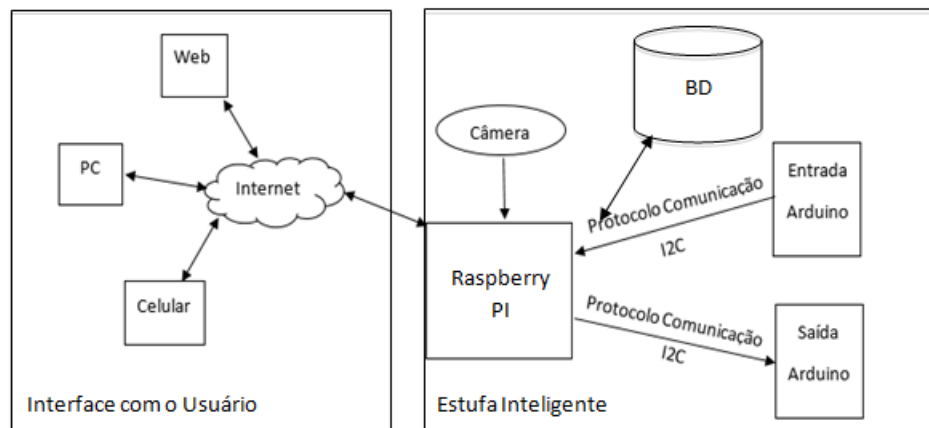 Web
PC
Internet
Celular
Interface com o Usuário
BD
Câmera
Entrada
Arduino
Protocolo Comunicação
I2C
Raspberry
PI
Protocolo Comunicação
I2C
Saída
Arduino
Estufa Inteligente